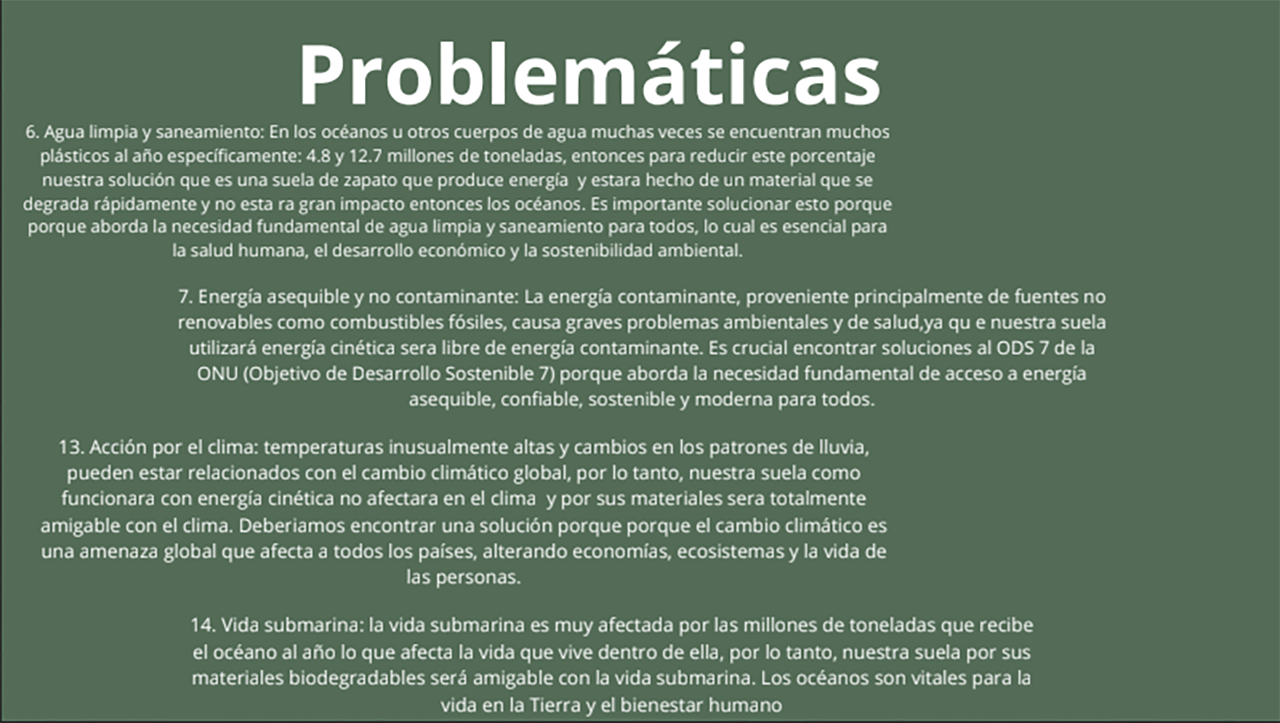 Problemáticas
6. Agua limpia y saneamiento: En los océanos u otros cuerpos de agua muchas veces se encuentran muchos
plásticos al año específicamente: 4.8 y 12.7 millones de toneladas, entonces para reducir este porcentaje
nuestra solución que es una suela de zapato que produce energía  y estara hecho de un material que se
degrada rápidamente y no esta ra gran impacto entonces los océanos. Es importante solucionar esto porque
porque aborda la necesidad fundamental de agua limpia y saneamiento para todos, lo cual es esencial para
la salud humana, el desarrollo económico y la sostenibilidad ambiental.
7. Energía asequible y no contaminante: La energía contaminante, proveniente principalmente de fuentes no
renovables como combustibles fósiles, causa graves problemas ambientales y de salud,ya qu e nuestra suela
utilizará energía cinética sera libre de energía contaminante. Es crucial encontrar soluciones al ODS 7 de la
ONU (Objetivo de Desarrollo Sostenible 7) porque aborda la necesidad fundamental de acceso a energía
asequible, confiable, sostenible y moderna para todos.
13. Acción por el clima: temperaturas inusualmente altas y cambios en los patrones de lluvia,
pueden estar relacionados con el cambio climático global, por lo tanto, nuestra suela como
funcionara con energía cinética no afectara en el clima  y por sus materiales sera totalmente
amigable con el clima. Deberiamos encontrar una solución porque porque el cambio climático es
una amenaza global que afecta a todos los países, alterando economías, ecosistemas y la vida de
las personas.
14. Vida submarina: la vida submarina es muy afectada por las millones de toneladas que recibe
el océano al año lo que afecta la vida que vive dentro de ella, por lo tanto, nuestra suela por sus
materiales biodegradables será amigable con la vida submarina. Los océanos son vitales para la
vida en la Tierra y el bienestar humano